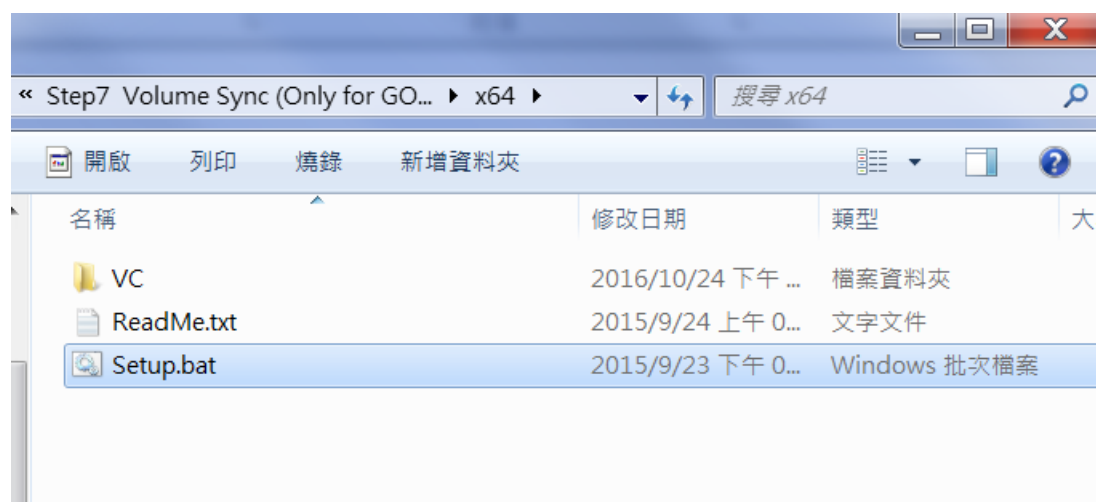 « Step7 Volume Sync (Only for GO... ▸ x64 ▸ 搜尋 x64
開啟 列印 燒錄 新增資料夾
名稱 修改日期 類型 大
VC 2016/10/24 下午 ... 檔案資料夾
ReadMe.txt 2015/9/24 上午 0... 文字文件
Setup.bat 2015/9/23 下午 0... Windows 批次檔案